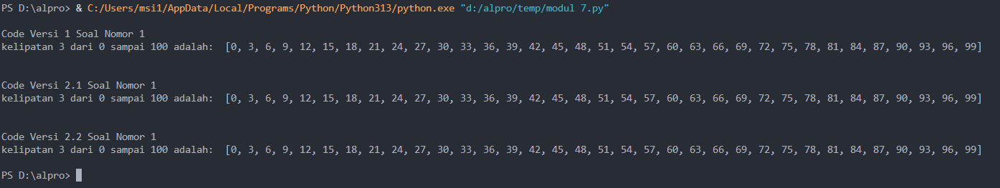 PS D:\alpro> & C:/Users/msi1/AppData/Local/Programs/Python/Python313/python.exe "d:/alpro/temp/modul 7.py"
Code Versi 1 Soal Nomor 1
kelipatan 3 dari 0 sampai 100 adalah:  [0, 3, 6, 9, 12, 15, 18, 21, 24, 27, 30, 33, 36, 39, 42, 45, 48, 51, 54, 57, 60, 63, 66, 69, 72, 75, 78, 81, 84, 87, 90, 93, 96, 99]
Code Versi 2.1 Soal Nomor 1
kelipatan 3 dari 0 sampai 100 adalah:  [0, 3, 6, 9, 12, 15, 18, 21, 24, 27, 30, 33, 36, 39, 42, 45, 48, 51, 54, 57, 60, 63, 66, 69, 72, 75, 78, 81, 84, 87, 90, 93, 96, 99]
Code Versi 2.2 Soal Nomor 1
kelipatan 3 dari 0 sampai 100 adalah:  [0, 3, 6, 9, 12, 15, 18, 21, 24, 27, 30, 33, 36, 39, 42, 45, 48, 51, 54, 57, 60, 63, 66, 69, 72, 75, 78, 81, 84, 87, 90, 93, 96, 99]
PS D:\alpro>